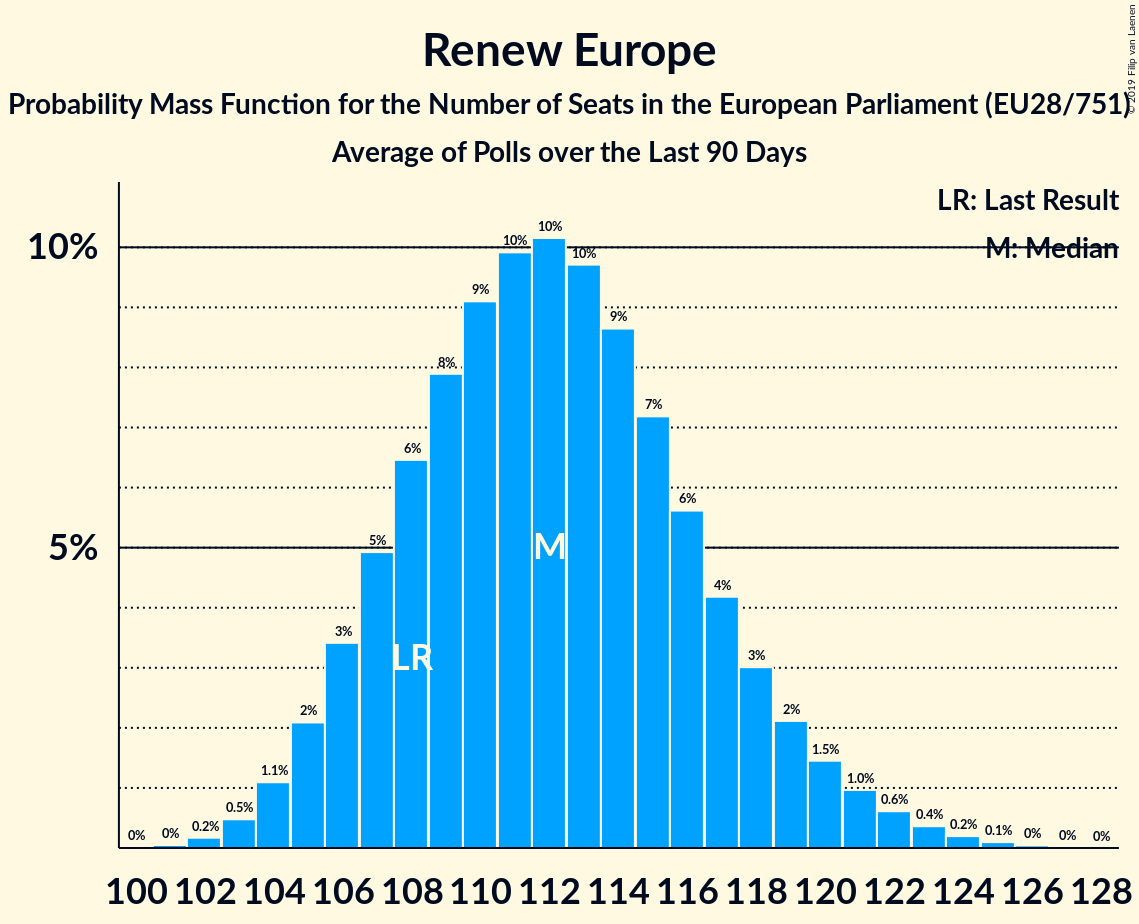 Renew Europe
Probability Mass Function for the Number of Seats in the European Parliament (EU28/751)
Average of Polls over the Last 90 Days
© 2019 Filip van Laenen
LR: Last Result
M: Median
10%
5%
0% 0% 0.2% 0.5% 1.1% 2% 3% 5% 6% 8% 9% 10% 10% 10% 9% 7% 6% 4% 3% 2% 1.5% 1.0% 0.6% 0.4% 0.2% 0.1% 0% 0% 0%
M
LR
100 102 104 106 108 110 112 114 116 118 120 122 124 126 128